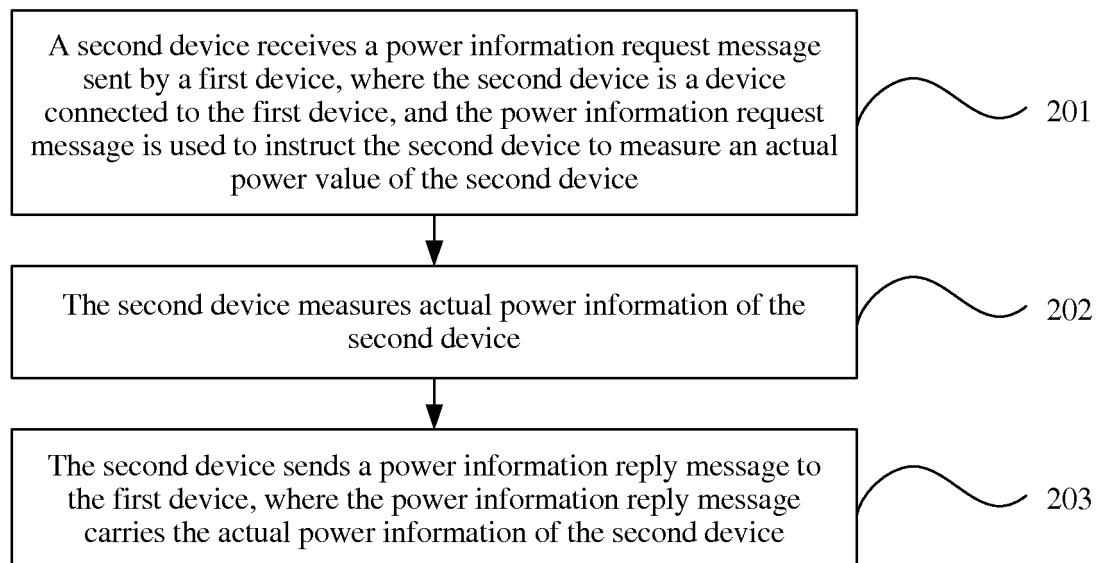 A second device receives a power information request message
sent by a first device, where the second device is a device
connected to the first device, and the power information request
message is used to instruct the second device to measure an actual
power value of the second device
201
The second device measures actual power information of the
second device
202
The second device sends a power information reply message to
the first device, where the power information reply message
carries the actual power information of the second device
203